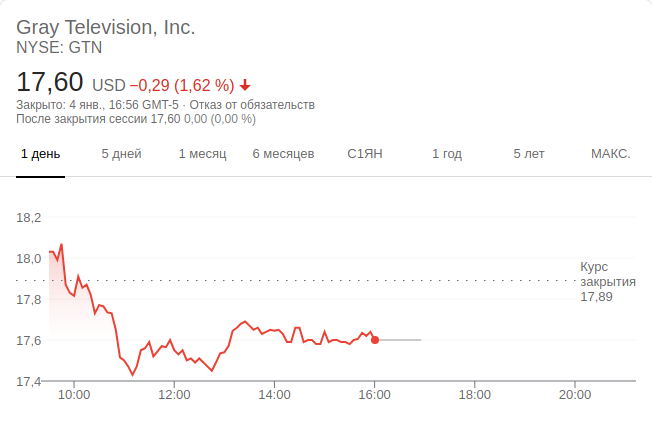 Gray Television, Inc.
NYSE: GTN
17,60 USD −0,29 (1,62 %)
Закрыто: 4 янв., 16:56 GMT-5 · Отказ от обязательств
После закрытия сессии 17,60 0,00 (0,00 %)
1 день 5 дней 1 месяц 6 месяцев С1ЯН 1 год 5 лет МАКС.
18,2
18,0
Курс
закрытия
17,89
17,8
17,6
17,4
10:00 12:00 14:00 16:00 18:00 20:00